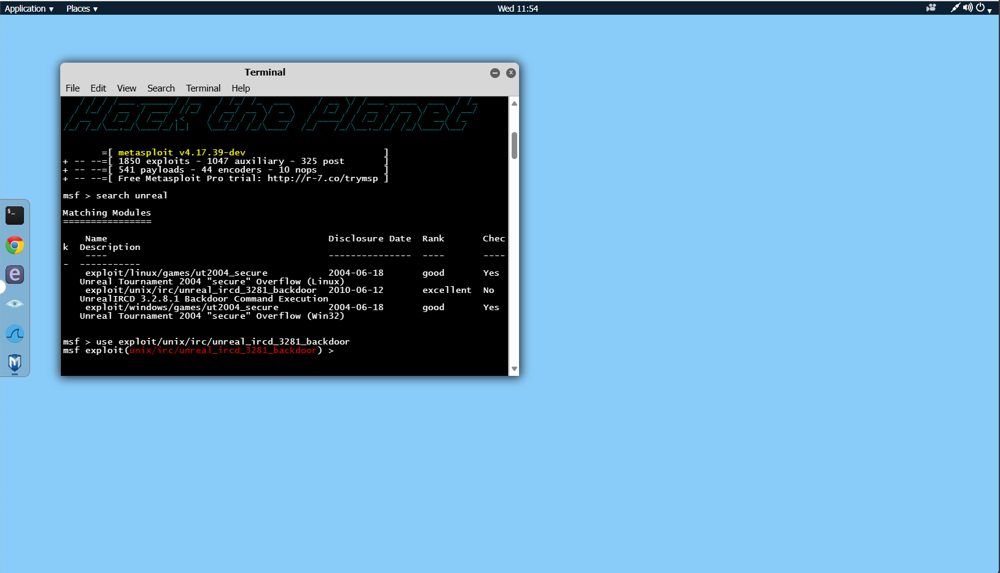 Application ▾ Places ▾ Wed 11:54
Terminal
File Edit View Search Terminal Help
Hack the Planet
=[ metasploit v4.17.39-dev ]
+ -- --=[ 1850 exploits - 1047 auxiliary - 325 post ]
+ -- --=[ 541 payloads - 44 encoders - 10 nops ]
+ -- --=[ Free Metasploit Pro trial: http://r-7.co/trymsp ]
msf > search unreal
Matching Modules
================
Name Disclosure Date Rank Chec
k Description
---- --------------- ---- ----
- -----------
exploit/linux/games/ut2004_secure 2004-06-18 good Yes
Unreal Tournament 2004 "secure" Overflow (Linux)
exploit/unix/irc/unreal_ircd_3281_backdoor 2010-06-12 excellent No
UnrealIRCD 3.2.8.1 Backdoor Command Execution
exploit/windows/games/ut2004_secure 2004-06-18 good Yes
Unreal Tournament 2004 "secure" Overflow (Win32)
msf > use exploit/unix/irc/unreal_ircd_3281_backdoor
msf exploit(unix/irc/unreal_ircd_3281_backdoor) >
$_
e
M